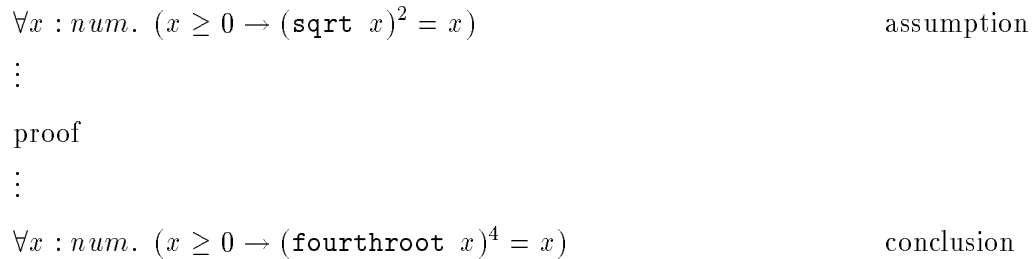 ∀x : num. (x ≥ 0 → (sqrt x)² = x) assumption
⋮
proof
⋮
∀x : num. (x ≥ 0 → (fourthroot x)⁴ = x) conclusion